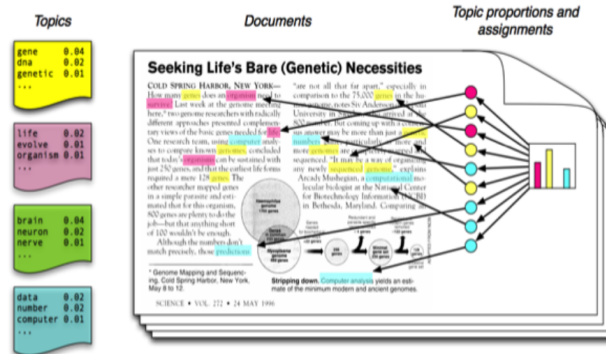 Topics
Documents
Topic proportions and
assignments
gene 0.04
dna 0.02
genetic 0.01
...
life 0.02
evolve 0.01
organism 0.01
...
brain 0.04
neuron 0.02
nerve 0.01
...
data 0.02
number 0.02
computer 0.01
...
Seeking Life's Bare (Genetic) Necessities
COLD SPRING HARBOR, NEW YORK—
How many genes does an organism need to
survive? Last week at the genome meeting
here,* two genome researchers with radically
different approaches presented complemen-
tary views of the basic genes needed for life.
One research team, using computer analy-
ses to compare known genomes, concluded
that today's organisms can be sustained with
just 250 genes, and that the earliest life forms
required a mere 128 genes. The
other researcher mapped genes
in a simple parasite and esti-
mated that for this organism,
800 genes are plenty to do the
job—but that anything short
of 100 wouldn't be enough.
Although the numbers don't
match precisely, those predictions
* Genome Mapping and Sequenc-
ing, Cold Spring Harbor, New York,
May 8 to 12.
SCIENCE • VOL. 272 • 24 MAY 1996
"are not all that far apart," especially in
comparison to the 75,000 genes in the hu-
genome, notes Siv Andersson
University in arrived at the
800 number. But coming up with a
sus answer may be more than just a
numbers particularly more and
more genomes are
sequenced. "It may be a way of organizing
any newly sequenced genome," explains
Arcady Mushegian, a computational mo-
lecular biologist at the National Center
for Biotechnology Information (NCBI)
in Bethesda, Maryland. Comparing
Stripping down. Computer analysis yields an esti-
mate of the minimum modern and ancient genomes.